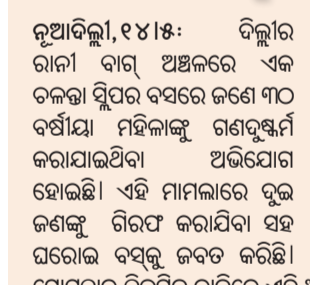 ନୂଆଦିଲ୍ଲୀ,୧୪।୫: ଦିଲ୍ଲୀର
ରାନୀ ବାଗ୍ ଅଞ୍ଚଳରେ ଏକ
ଚଳନ୍ତା ସ୍ଲିପର ବସରେ ଜଣେ ୩୦
ବର୍ଷୀୟା ମହିଳାଙ୍କୁ ଗଣଦୁଷ୍କର୍ମ
କରାଯାଇଥିବା ଅଭିଯୋଗ
ହୋଇଛି। ଏହି ମାମଲାରେ ଦୁଇ
ଜଣଙ୍କୁ ଗିରଫ କରାଯିବା ସହ
ଘରୋଇ ବସ୍‌କୁ ଜବତ କରିଛି।